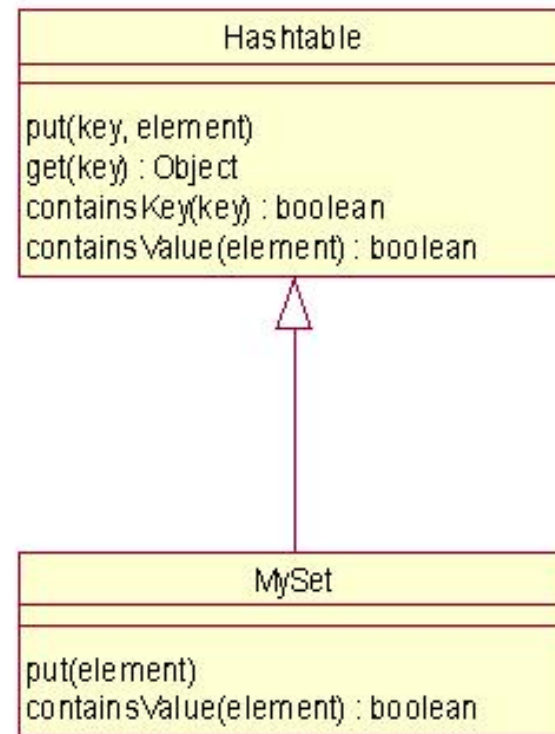 Hashtable
put(key, element)
get(key) : Object
containsKey(key) : boolean
containsValue(element) : boolean
MySet
put(element)
containsValue(element) : boolean